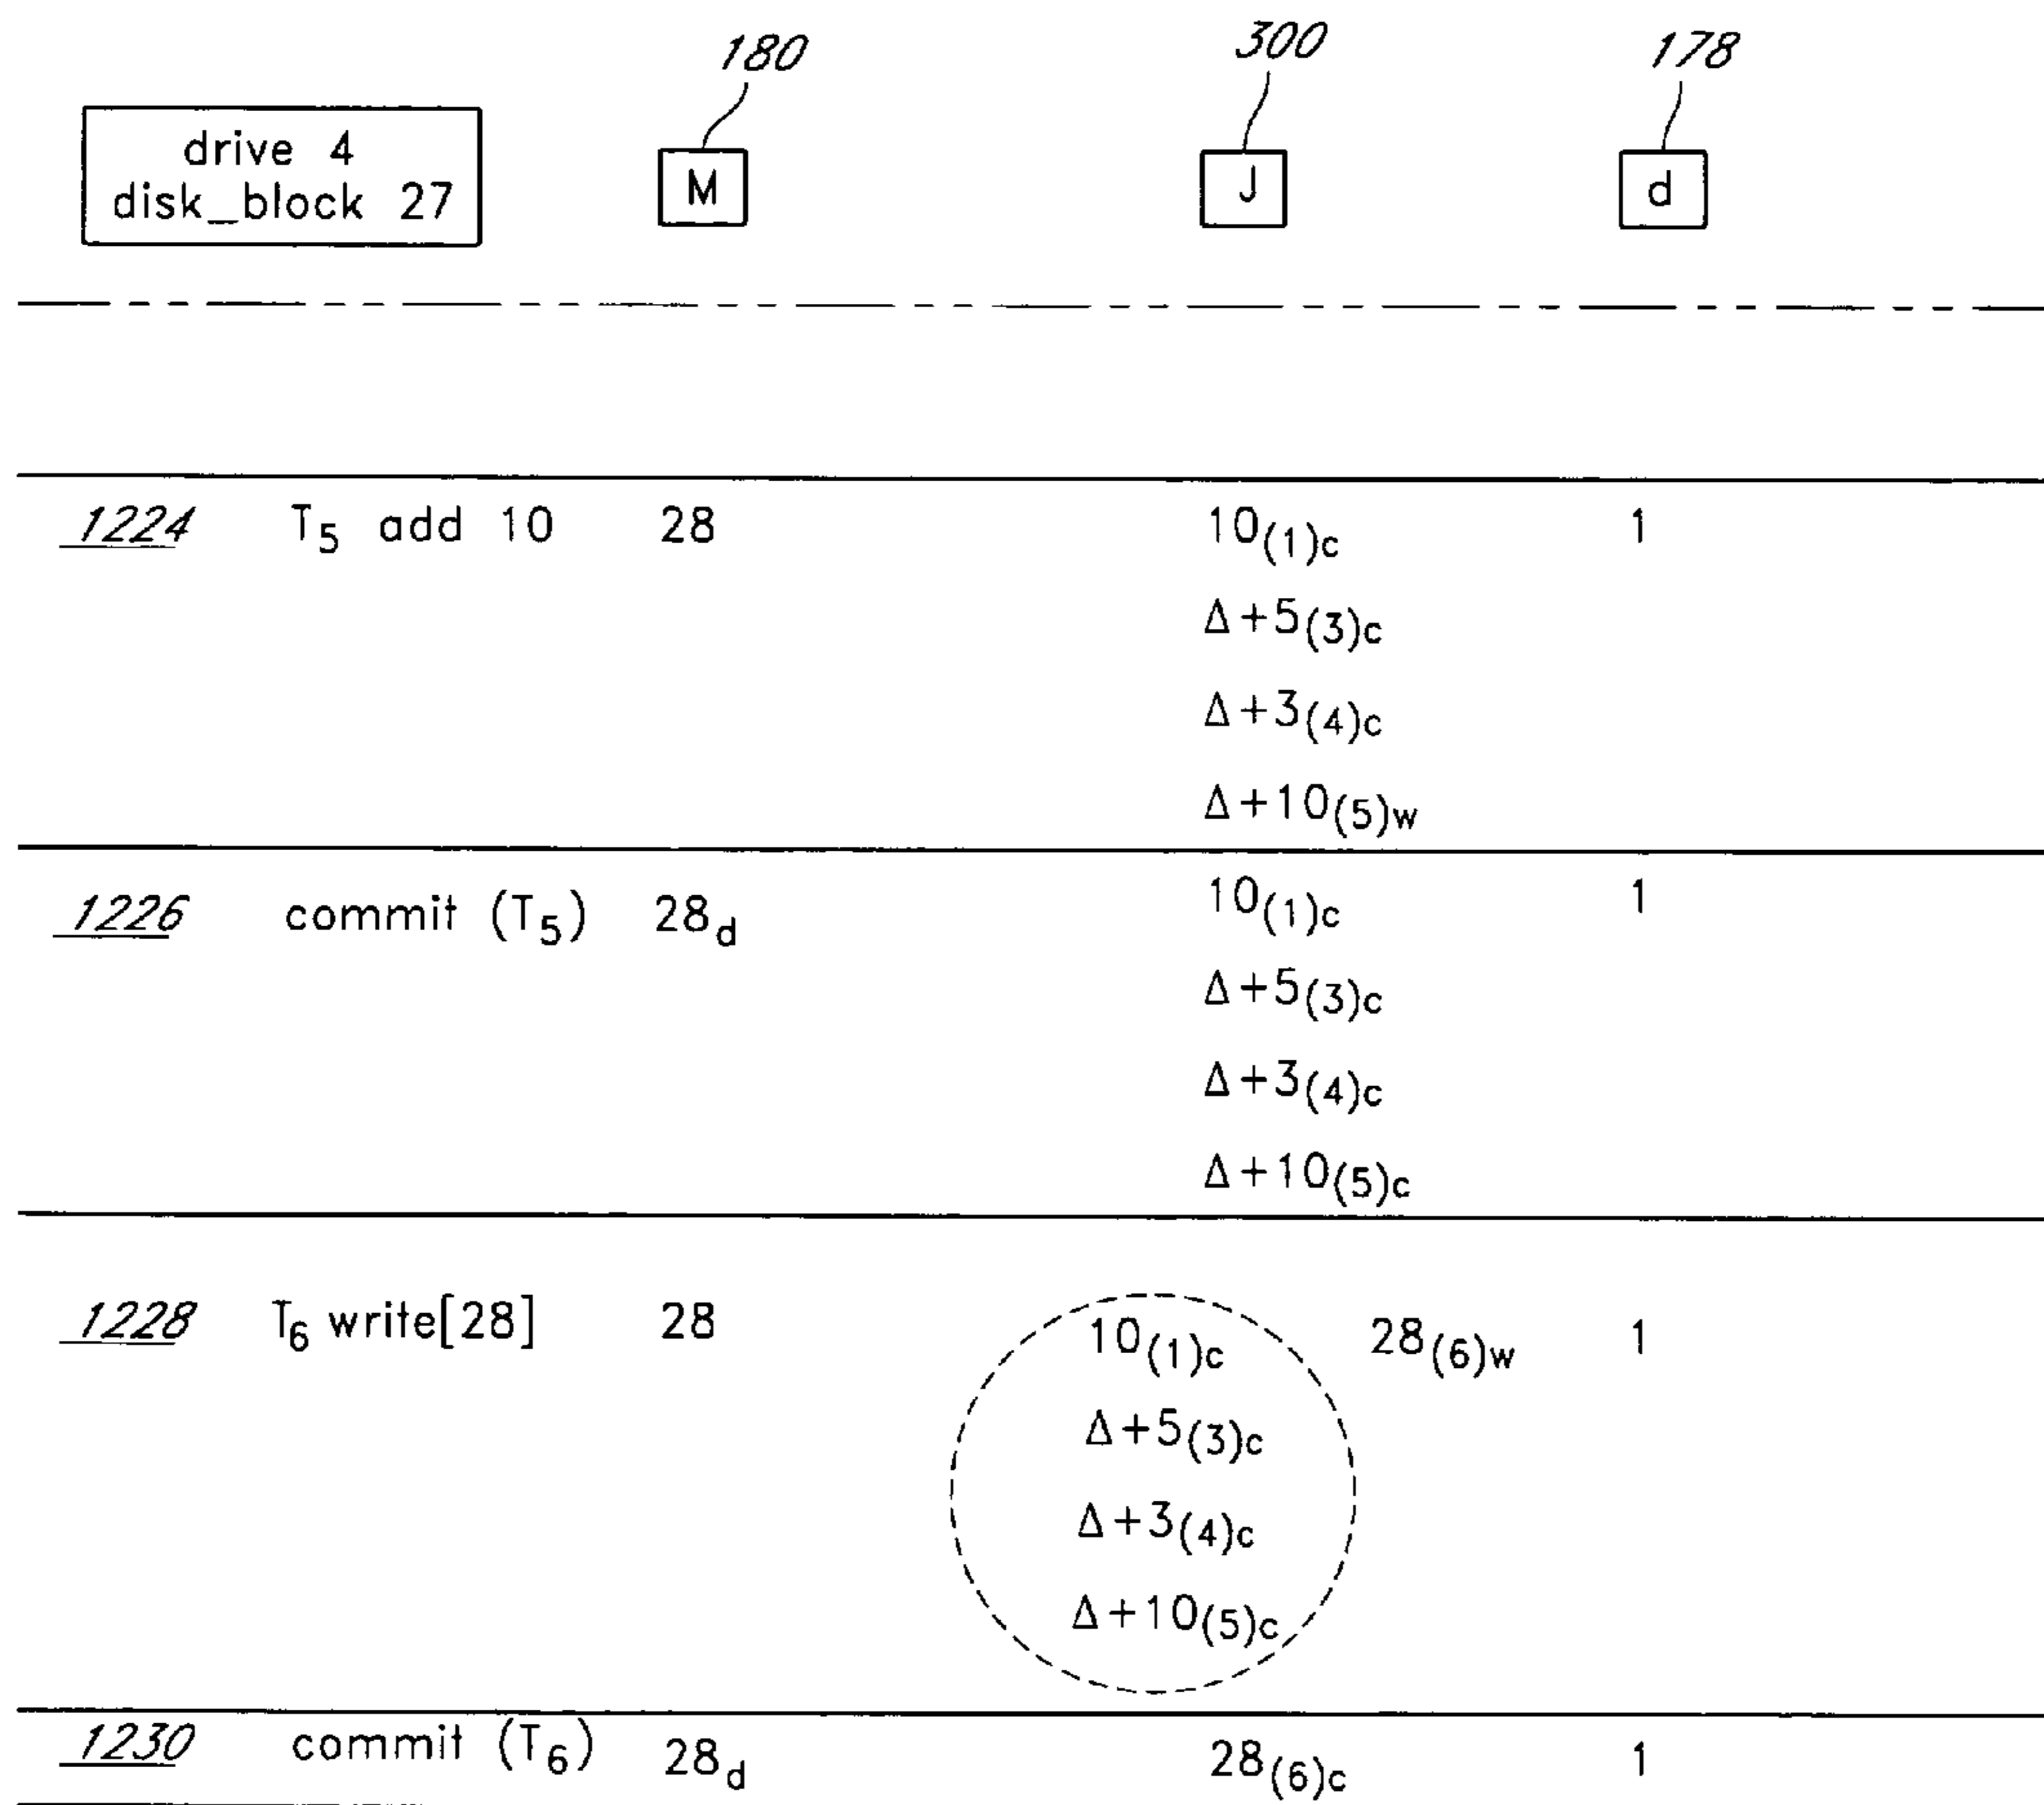 180 300 178
drive 4
disk_block 27
M J d
1224 T5 add 10 28 10(1)c 1
Δ+5(3)c
Δ+3(4)c
Δ+10(5)w
1226 commit (T5) 28d 10(1)c 1
Δ+5(3)c
Δ+3(4)c
Δ+10(5)c
1228 T6 write[28] 28 10(1)c 28(6)w 1
Δ+5(3)c
Δ+3(4)c
Δ+10(5)c
1230 commit (T6) 28d 28(6)c 1